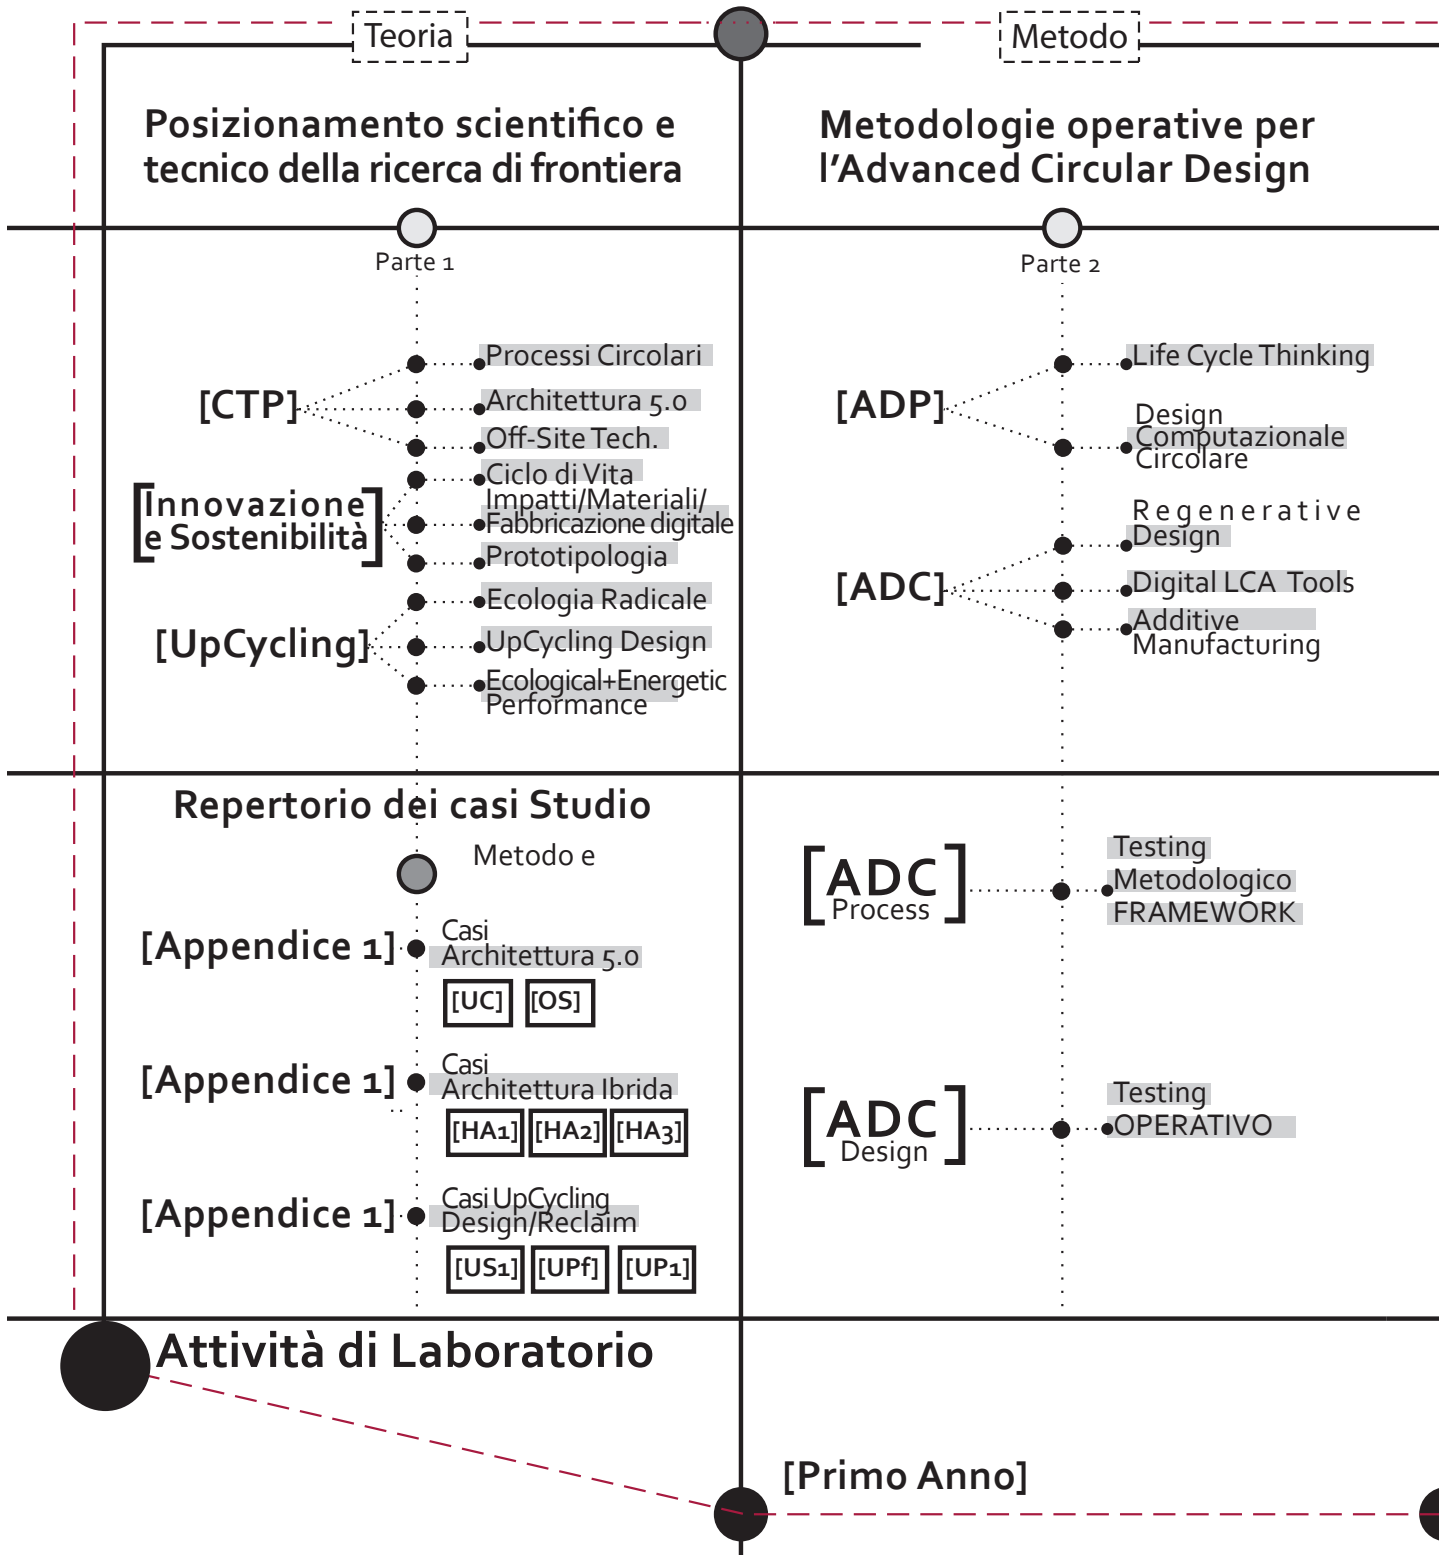 Teoria
Metodo
Posizionamento scientifico e
tecnico della ricerca di frontiera
Metodologie operative per
l'Advanced Circular Design
Parte 1
Parte 2
[CTP]
Processi Circolari
Architettura 5.0
Off-Site Tech.
[Innovazione
e Sostenibilità]
Ciclo di Vita
Impatti/Materiali/
Fabbricazione digitale
Prototipologia
[UpCycling]
Ecologia Radicale
UpCycling Design
Ecological+Energetic
Performance
[ADP]
Life Cycle Thinking
Design
Computazionale
Circolare
[ADC]
Regenerative
Design
Digital LCA Tools
Additive
Manufacturing
Repertorio dei casi Studio
Metodo e
[Appendice 1]
Casi
Architettura 5.0
[UC] [OS]
[Appendice 1]
Casi
Architettura Ibrida
[HA1] [HA2] [HA3]
[Appendice 1]
Casi UpCycling
Design/Reclaim
[US1] [UPf] [UP1]
[ADC
Process]
Testing
Metodologico
FRAMEWORK
[ADC
Design]
Testing
OPERATIVO
Attività di Laboratorio
[Primo Anno]